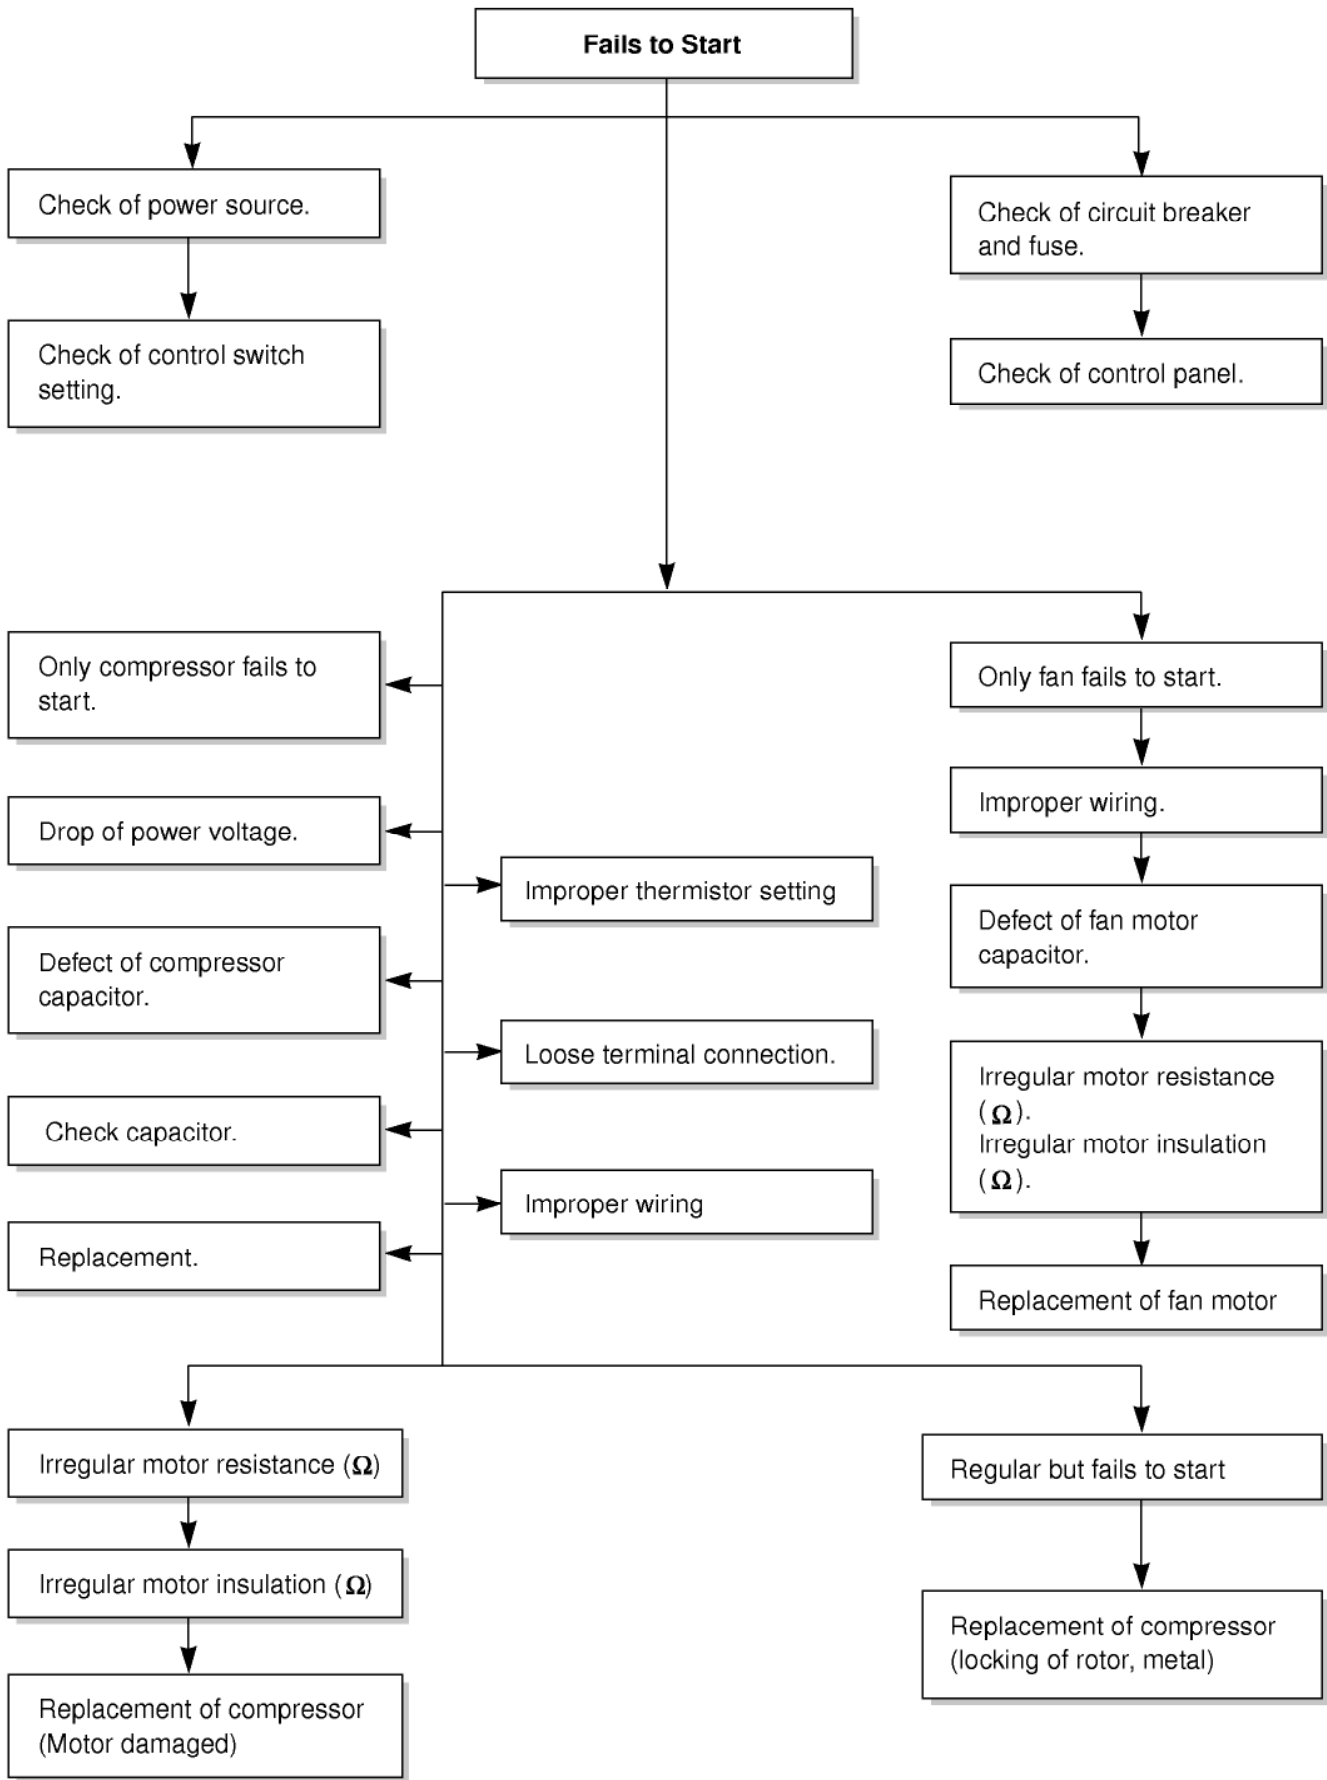 Fails to Start
Check of power source.
Check of circuit breaker
and fuse.
Check of control switch
setting.
Check of control panel.
Only compressor fails to
start.
Only fan fails to start.
Drop of power voltage.
Improper wiring.
Improper thermistor setting
Defect of compressor
capacitor.
Defect of fan motor
capacitor.
Loose terminal connection.
Irregular motor resistance
(Ω).
Irregular motor insulation
(Ω).
Check capacitor.
Improper wiring
Replacement.
Replacement of fan motor
Irregular motor resistance (Ω)
Regular but fails to start
Irregular motor insulation (Ω)
Replacement of compressor
(locking of rotor, metal)
Replacement of compressor
(Motor damaged)